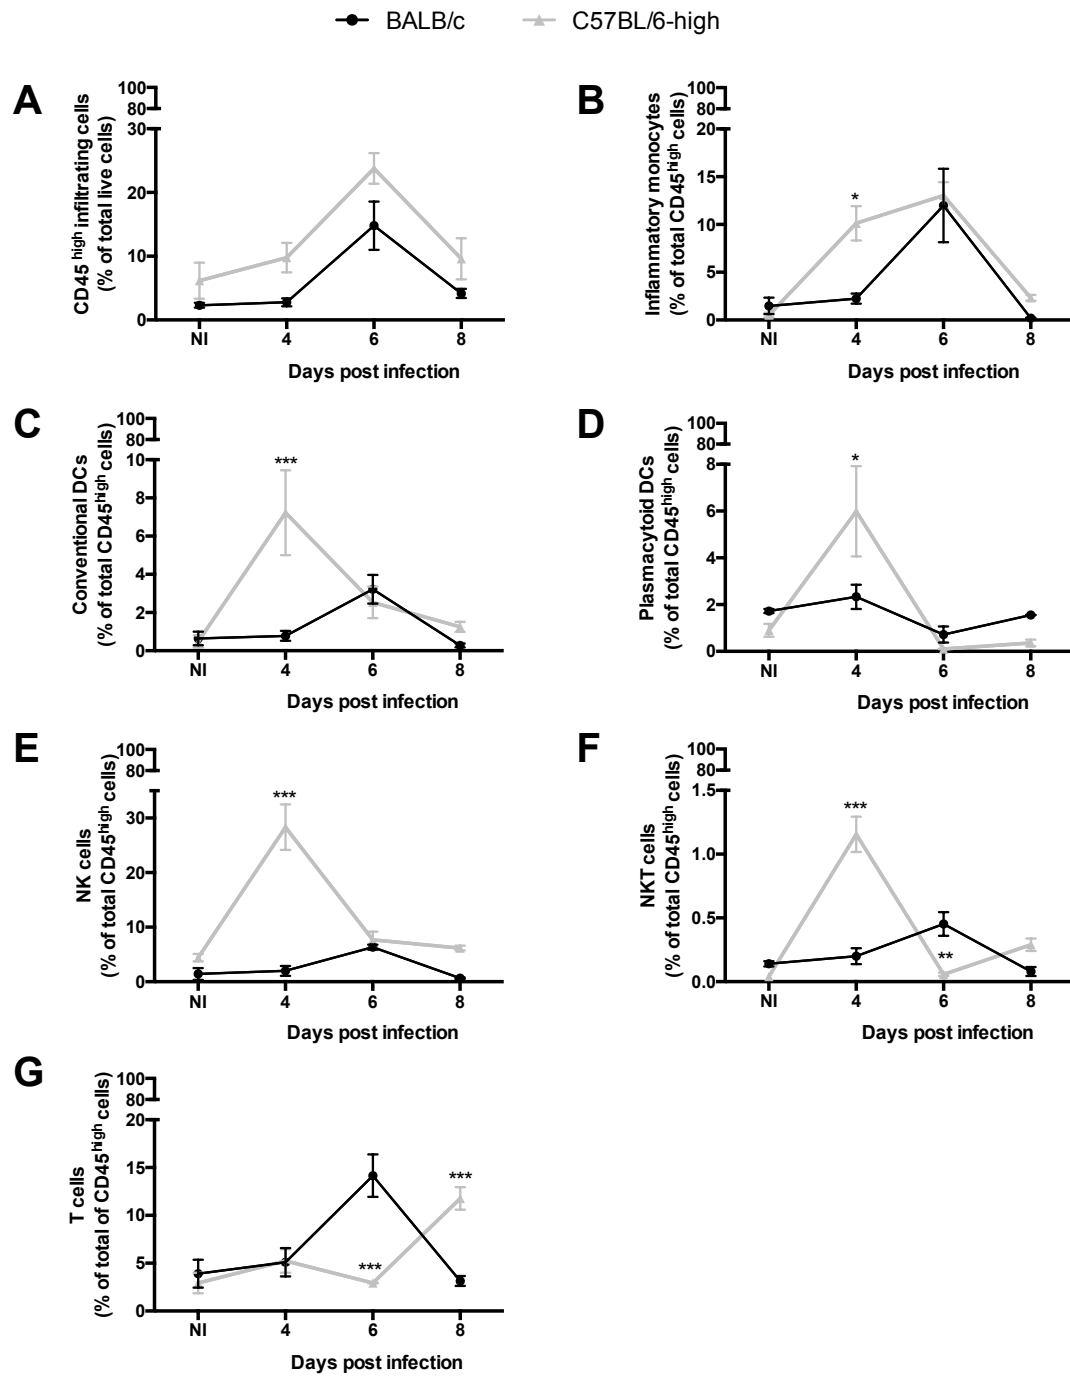 BALB/c
C57BL/6-high
A
CD45 high infiltrating cells
(% of total live cells)
100
80
30
20
10
0
NI
4
6
8
Days post infection
B
Inflammatory monocytes
(% of total CD45high cells)
100
80
20
15
10
5
0
*
NI
4
6
8
Days post infection
C
Conventional DCs
(% of total CD45high cells)
100
80
10
8
6
4
2
0
***
NI
4
6
8
Days post infection
D
Plasmacytoid DCs
(% of total CD45high cells)
100
80
8
6
4
2
0
*
NI
4
6
8
Days post infection
E
NK cells
(% of total CD45high cells)
100
80
30
20
10
0
***
NI
4
6
8
Days post infection
F
NKT cells
(% of total CD45high cells)
100
80
1.5
1.0
0.5
0.0
***
**
NI
4
6
8
Days post infection
G
T cells
(% of total of CD45high cells)
100
80
20
15
10
5
0
***
***
NI
4
6
8
Days post infection